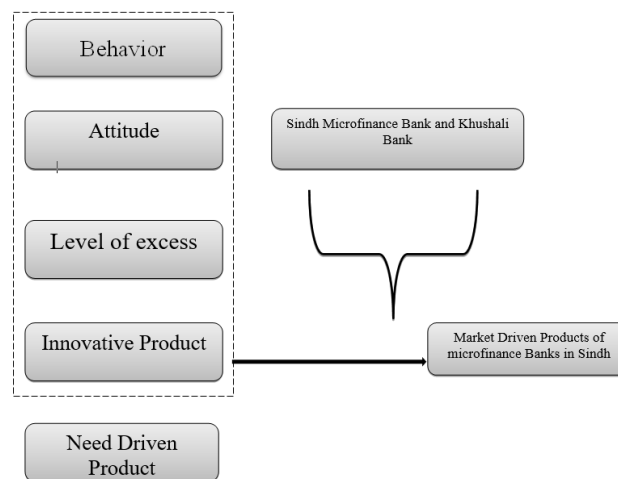 Behavior
Attitude
Level of excess
Innovative Product
Need Driven
Product
Sindh Microfinance Bank and Khushali
Bank
Market Driven Products of
microfinance Banks in Sindh